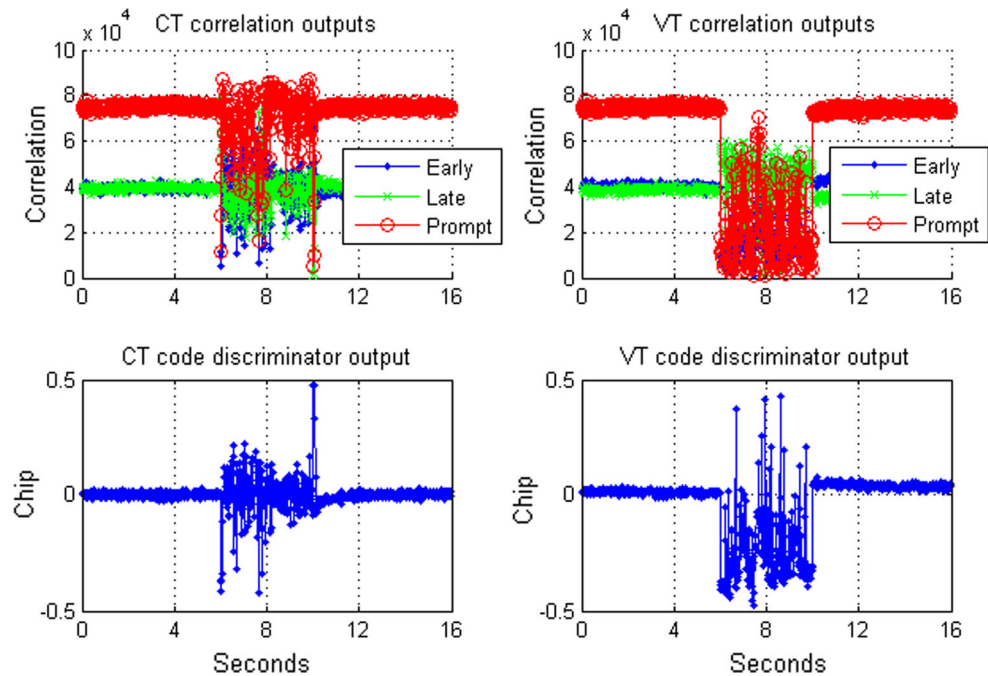 CT correlation outputs
x 10^4
10
8
6
4
2
0
Correlation
0 4 8 12 16
Early
Late
Prompt
VT correlation outputs
x 10^4
10
8
6
4
2
0
Correlation
0 4 8 12 16
Early
Late
Prompt
CT code discriminator output
0.5
0
-0.5
Chip
0 4 8 12 16
Seconds
VT code discriminator output
0.5
0
-0.5
Chip
0 4 8 12 16
Seconds